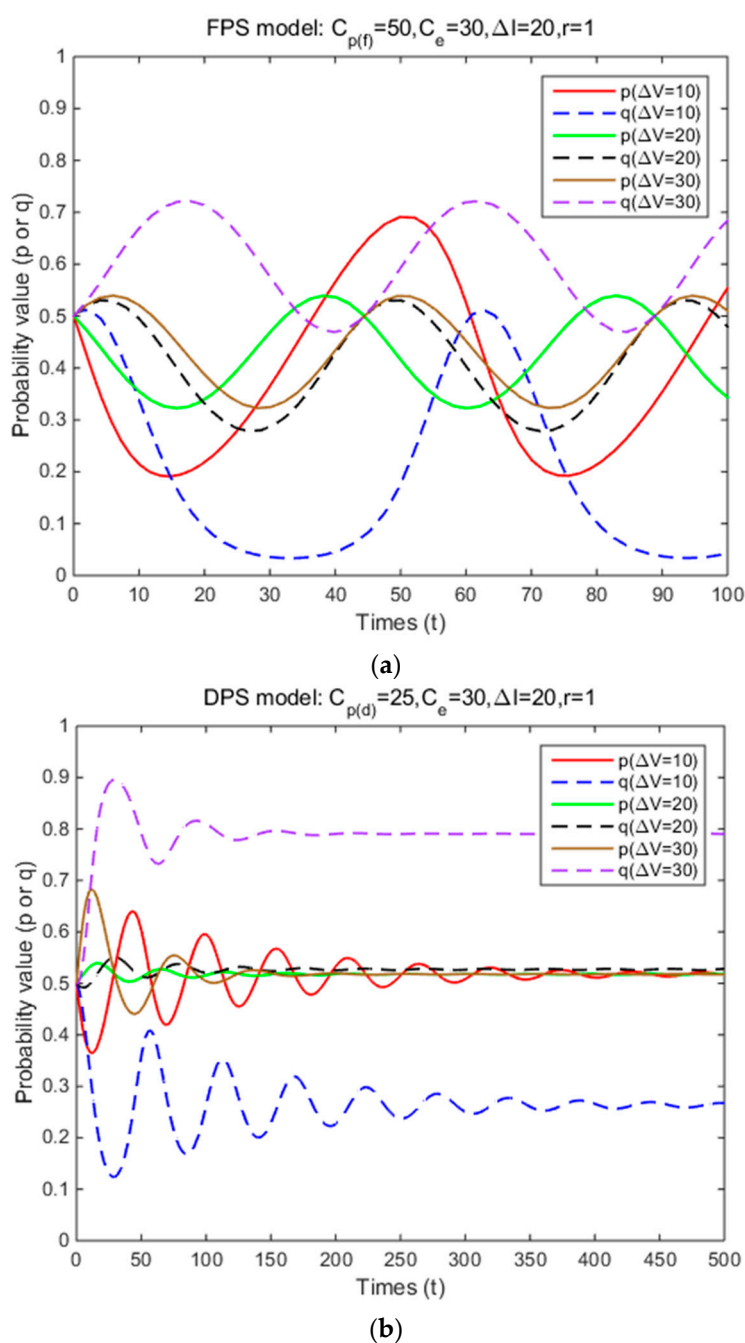 FPS model: C_p(f)=50,C_e=30,ΔI=20,r=1
Probability value (p or q)
1
0.9
0.8
0.7
0.6
0.5
0.4
0.3
0.2
0.1
0
p(ΔV=10)
q(ΔV=10)
p(ΔV=20)
q(ΔV=20)
p(ΔV=30)
q(ΔV=30)
0 10 20 30 40 50 60 70 80 90 100
Times (t)
(a)
DPS model: C_p(d)=25,C_e=30,ΔI=20,r=1
Probability value (p or q)
1
0.9
0.8
0.7
0.6
0.5
0.4
0.3
0.2
0.1
0
p(ΔV=10)
q(ΔV=10)
p(ΔV=20)
q(ΔV=20)
p(ΔV=30)
q(ΔV=30)
0 50 100 150 200 250 300 350 400 450 500
Times (t)
(b)